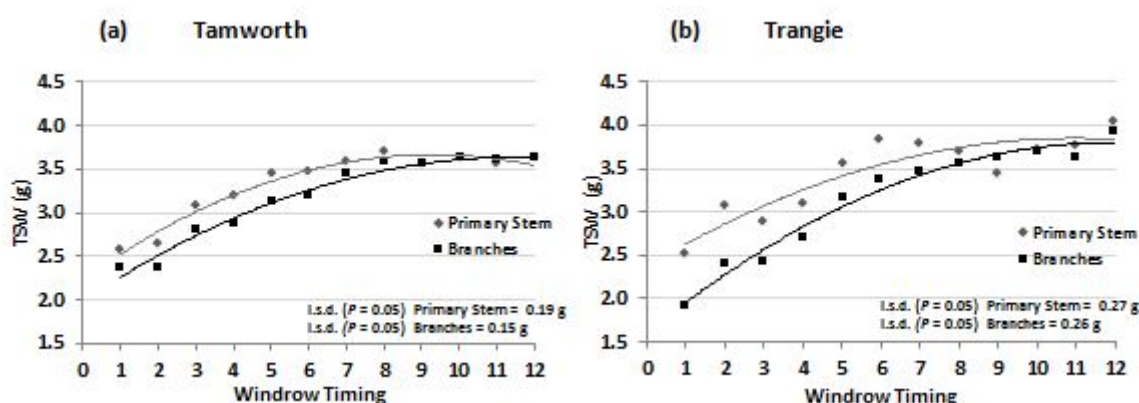 (a) Tamworth
4.5
4.0
3.5
3.0
2.5
2.0
1.5
TSW (g)
Primary Stem
Branches
l.s.d. (P = 0.05) Primary Stem = 0.19 g
l.s.d. (P = 0.05) Branches = 0.15 g
0 1 2 3 4 5 6 7 8 9 10 11 12
Windrow Timing
(b) Trangie
4.5
4.0
3.5
3.0
2.5
2.0
1.5
TSW (g)
Primary Stem
Branches
l.s.d. (P = 0.05) Primary Stem = 0.27 g
l.s.d. (P = 0.05) Branches = 0.26 g
0 1 2 3 4 5 6 7 8 9 10 11 12
Windrow Timing